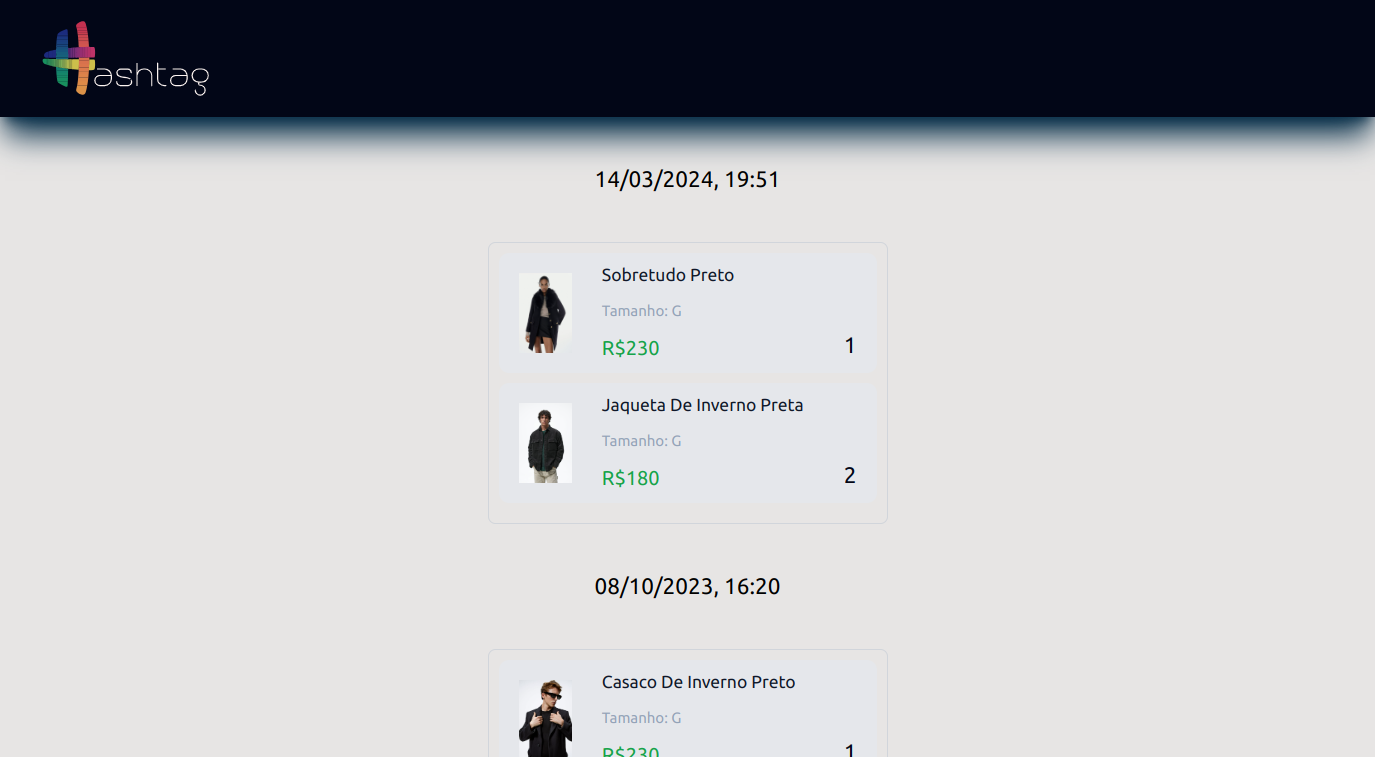 Hashtag
14/03/2024, 19:51
Sobretudo Preto
Tamanho: G
R$230
1
Jaqueta De Inverno Preta
Tamanho: G
R$180
2
08/10/2023, 16:20
Casaco De Inverno Preto
Tamanho: G
R$230
1